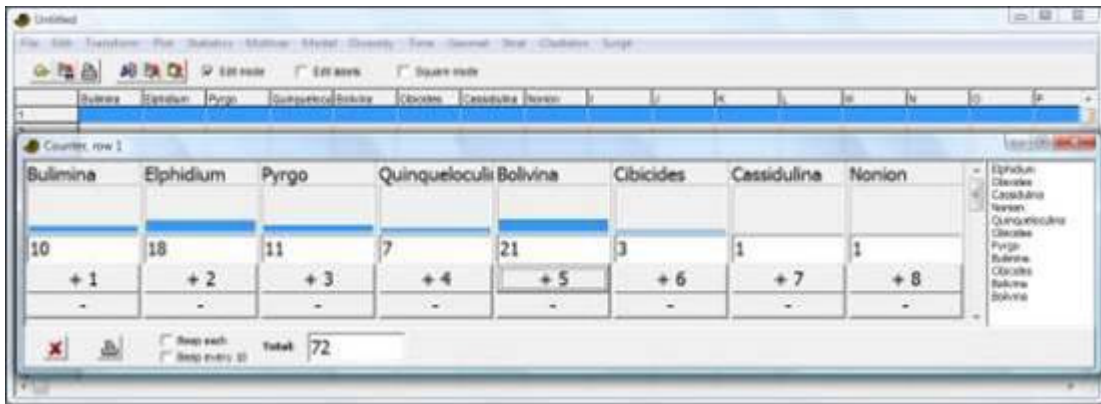 Untitled
File Edit Transform Plot Statistics Multivar Model Diversity Time Geomet Strat Cladistics Script
Edit mode Edit labels Square mode
Bulimina Elphidium Pyrgo Quinquelocul Bolivina Cibicides Cassidulina Nonion I J K L M N O P
1
Counter, row 1
Bulimina Elphidium Pyrgo Quinqueloculi Bolivina Cibicides Cassidulina Nonion
10 18 11 7 21 3 1 1
+ 1 + 2 + 3 + 4 + 5 + 6 + 7 + 8
- - - - - - - -
Elphidium
Cibicides
Cassidulina
Nonion
Quinqueloculina
Cibicides
Pyrgo
Bulimina
Cibicides
Bolivina
Bolivina
Beep each
Beep every 10
Total: 72